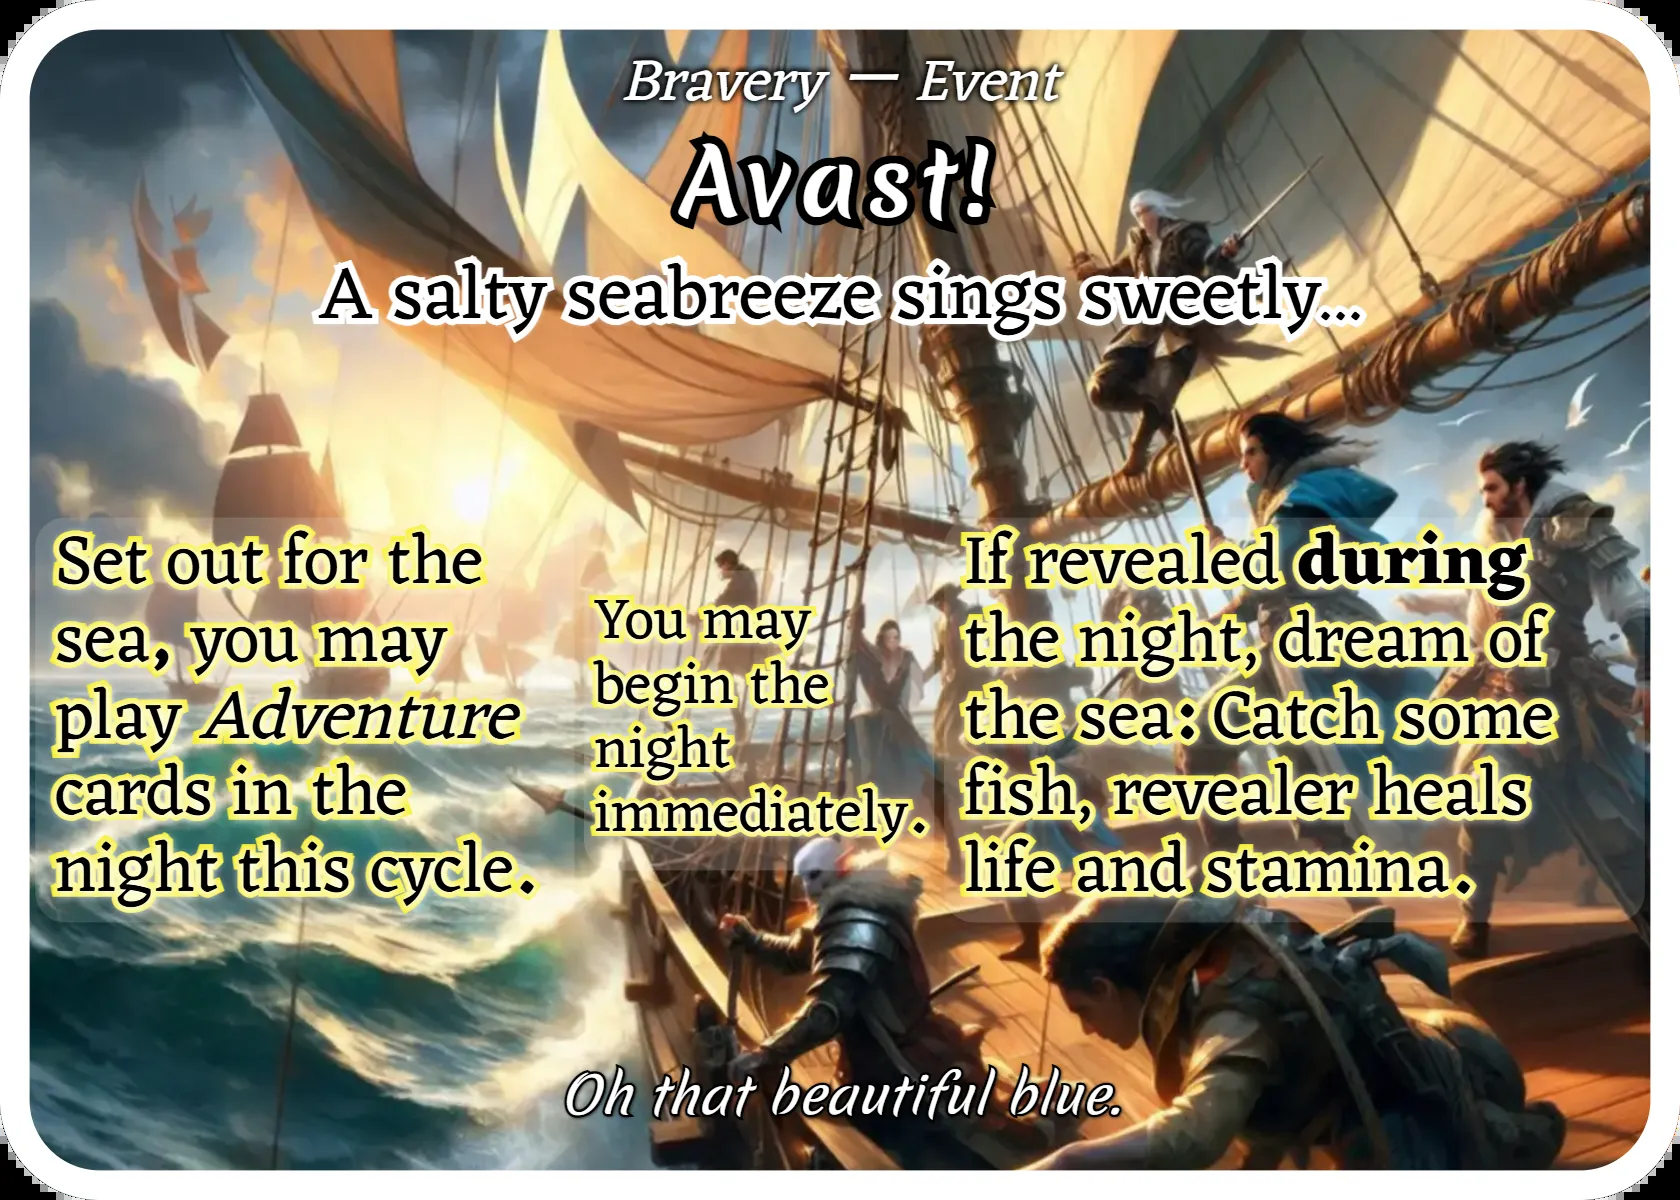 Bravery — Event
Avast!
A salty seabreeze sings sweetly...
Set out for the
sea, you may
play Adventure
cards in the
night this cycle.
You may
begin the
night
immediately.
If revealed during
the night, dream of
the sea: Catch some
fish, revealer heals
life and stamina.
Oh that beautiful blue.